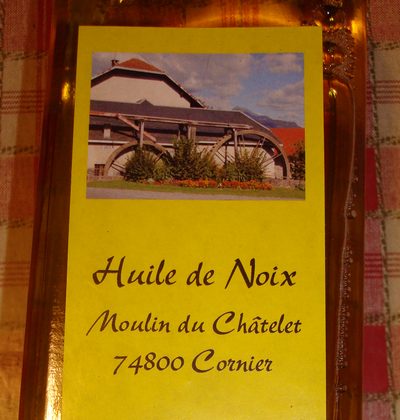 Huile de Noix
Moulin du Châtelet
74800 Cornier